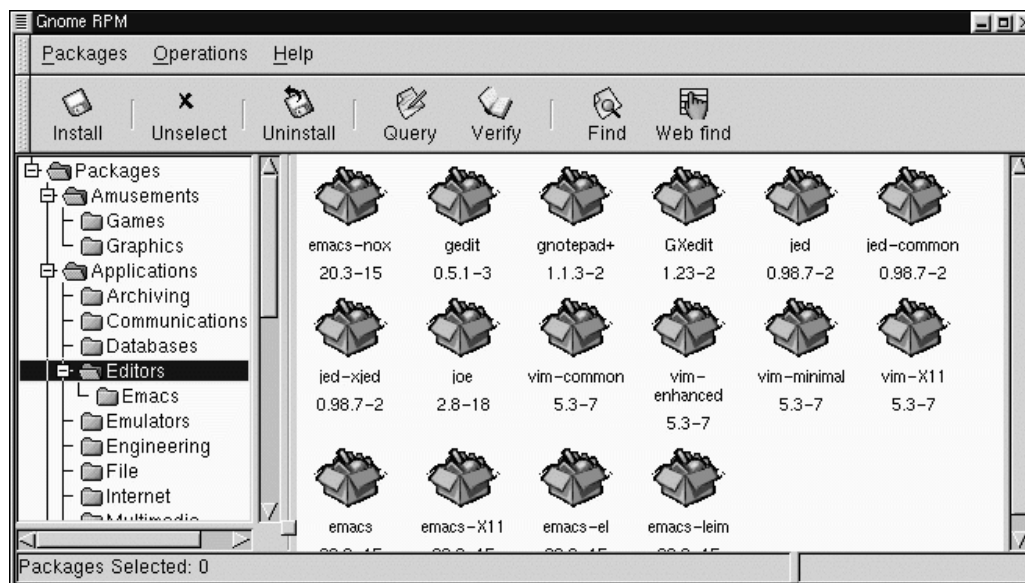 Gnome RPM
Packages Operations Help
Install Unselect Uninstall Query Verify Find Web find
Packages
Amusements
Games
Graphics
Applications
Archiving
Communications
Databases
Editors
Emacs
Emulators
Engineering
File
Internet
Multimedia
emacs-nox gedit gnotepad+ GXedit jed jed-common
20.3-15 0.5.1-3 1.1.3-2 1.23-2 0.98.7-2 0.98.7-2
jed-xjed joe vim-common vim-enhanced vim-minimal vim-X11
0.98.7-2 2.8-18 5.3-7 5.3-7 5.3-7 5.3-7
emacs emacs-X11 emacs-el emacs-leim
Packages Selected: 0